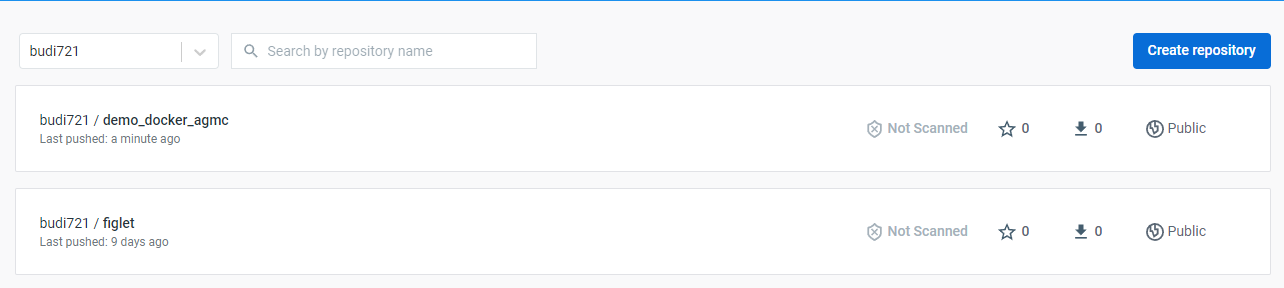 budi721
Search by repository name
Create repository
budi721 / demo_docker_agmc
Last pushed: a minute ago
Not Scanned
0
0
Public
budi721 / figlet
Last pushed: 9 days ago
Not Scanned
0
0
Public